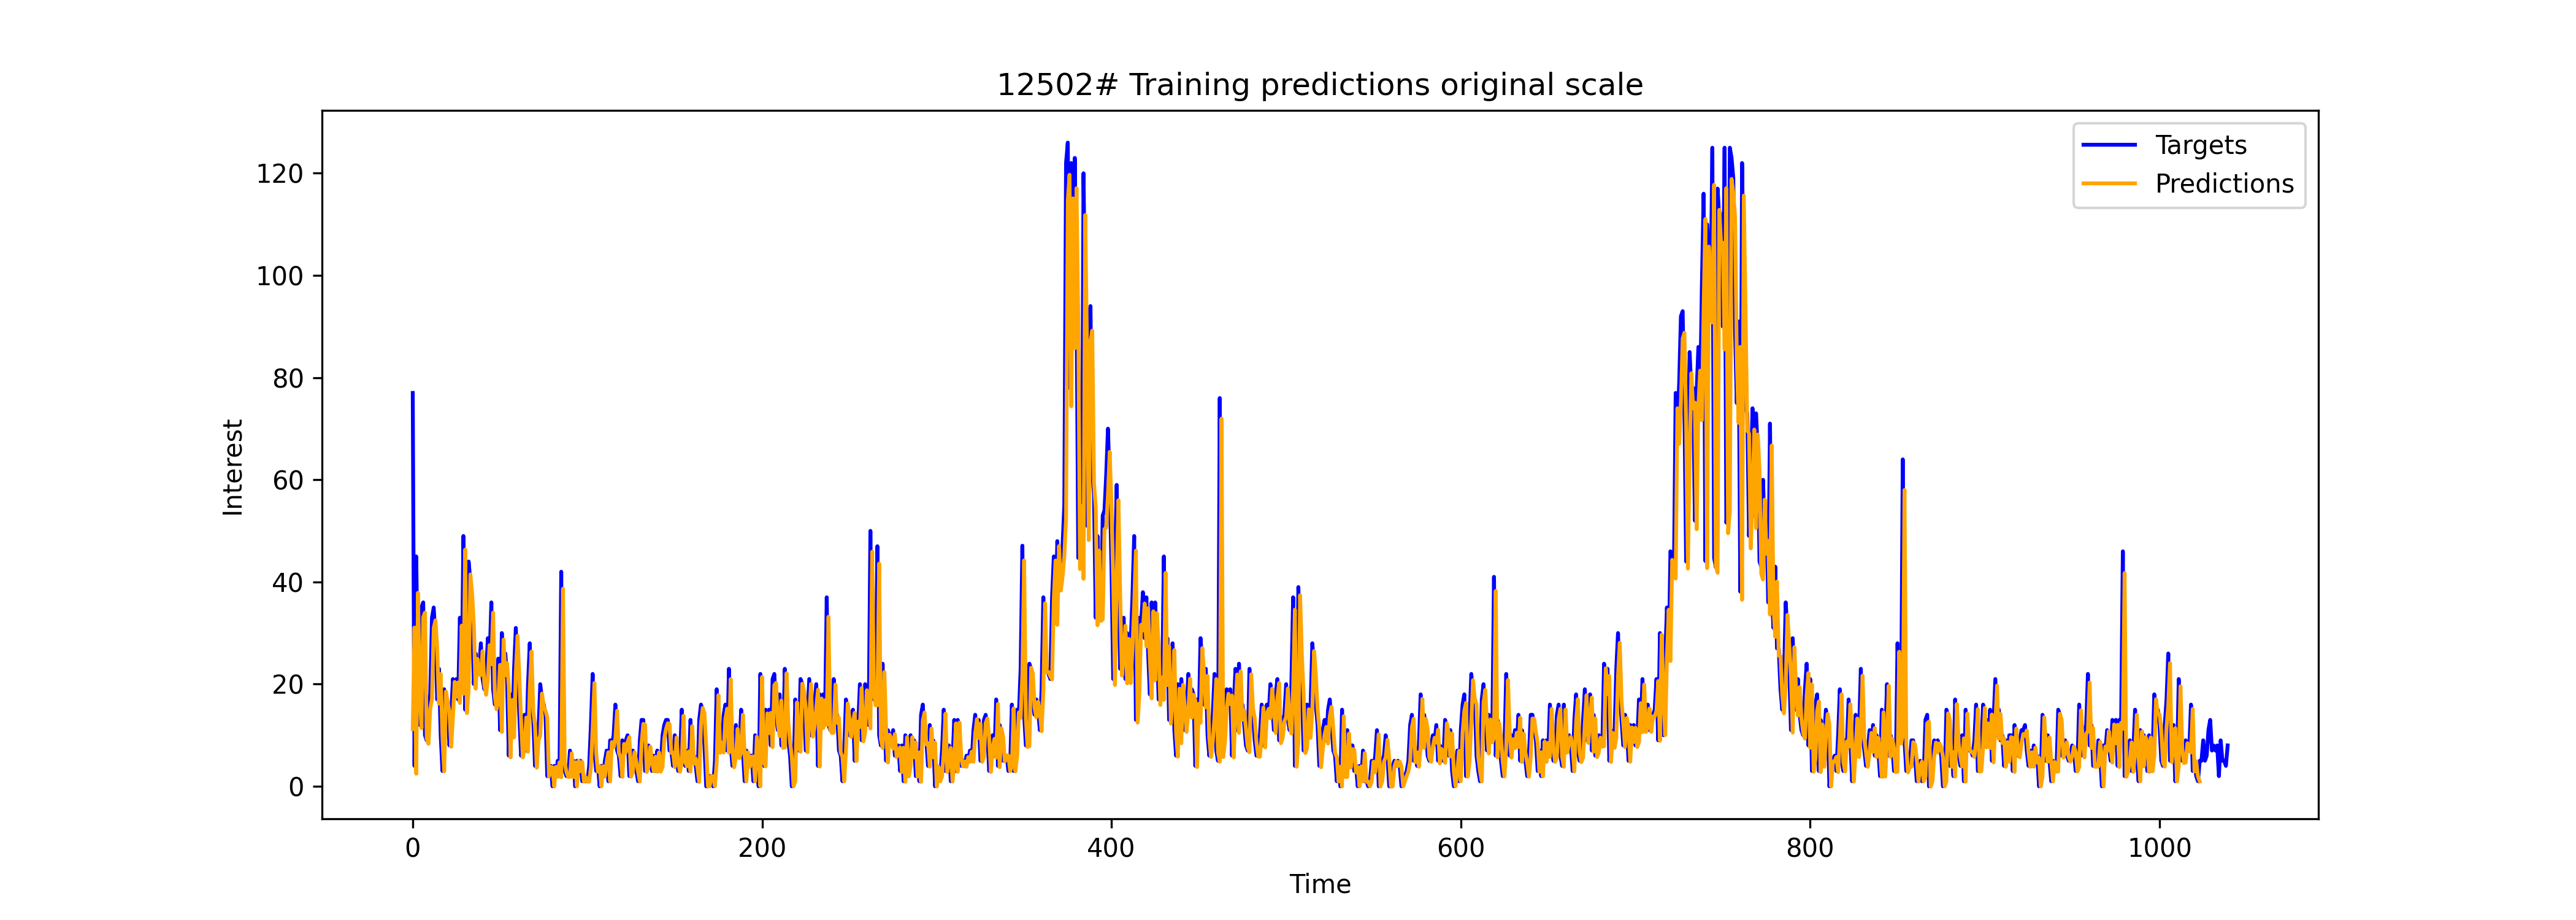 12502# Training predictions original scale
Targets
Predictions
120
100
80
60
40
20
0
Interest
0 200 400 600 800 1000
Time